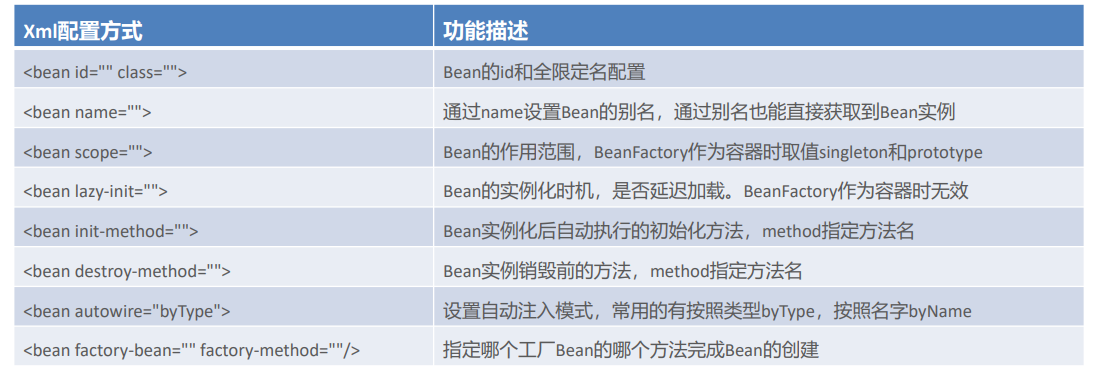 Xml配置方式 功能描述
<bean id="" class=""> Bean的id和全限定名配置
<bean name=""> 通过name设置Bean的别名，通过别名也能直接获取到Bean实例
<bean scope=""> Bean的作用范围，BeanFactory作为容器时取值singleton和prototype
<bean lazy-init=""> Bean的实例化时机，是否延迟加载。BeanFactory作为容器时无效
<bean init-method=""> Bean实例化后自动执行的初始化方法，method指定方法名
<bean destroy-method=""> Bean实例销毁前的方法，method指定方法名
<bean autowire="byType"> 设置自动注入模式，常用的有按照类型byType，按照名字byName
<bean factory-bean="" factory-method=""/> 指定哪个工厂Bean的哪个方法完成Bean的创建